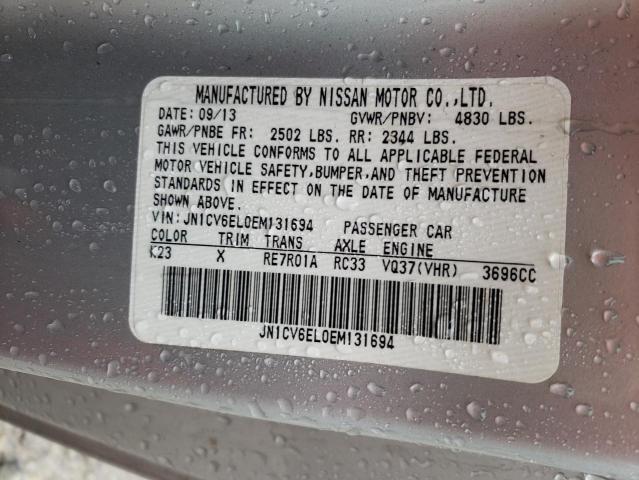 MANUFACTURED BY NISSAN MOTOR CO.,LTD.
DATE: 09/13 GVWR/PNBV: 4830 LBS.
GAWR/PNBE FR: 2502 LBS. RR: 2344 LBS.
THIS VEHICLE CONFORMS TO ALL APPLICABLE FEDERAL
MOTOR VEHICLE SAFETY, BUMPER, AND THEFT PREVENTION
STANDARDS IN EFFECT ON THE DATE OF MANUFACTURE
SHOWN ABOVE.
VIN: JN1CV6EL0EM131694 PASSENGER CAR
COLOR TRIM TRANS AXLE ENGINE
K23 X RE7R01A RC33 VQ37(VHR) 3696CC
JN1CV6EL0EM131694